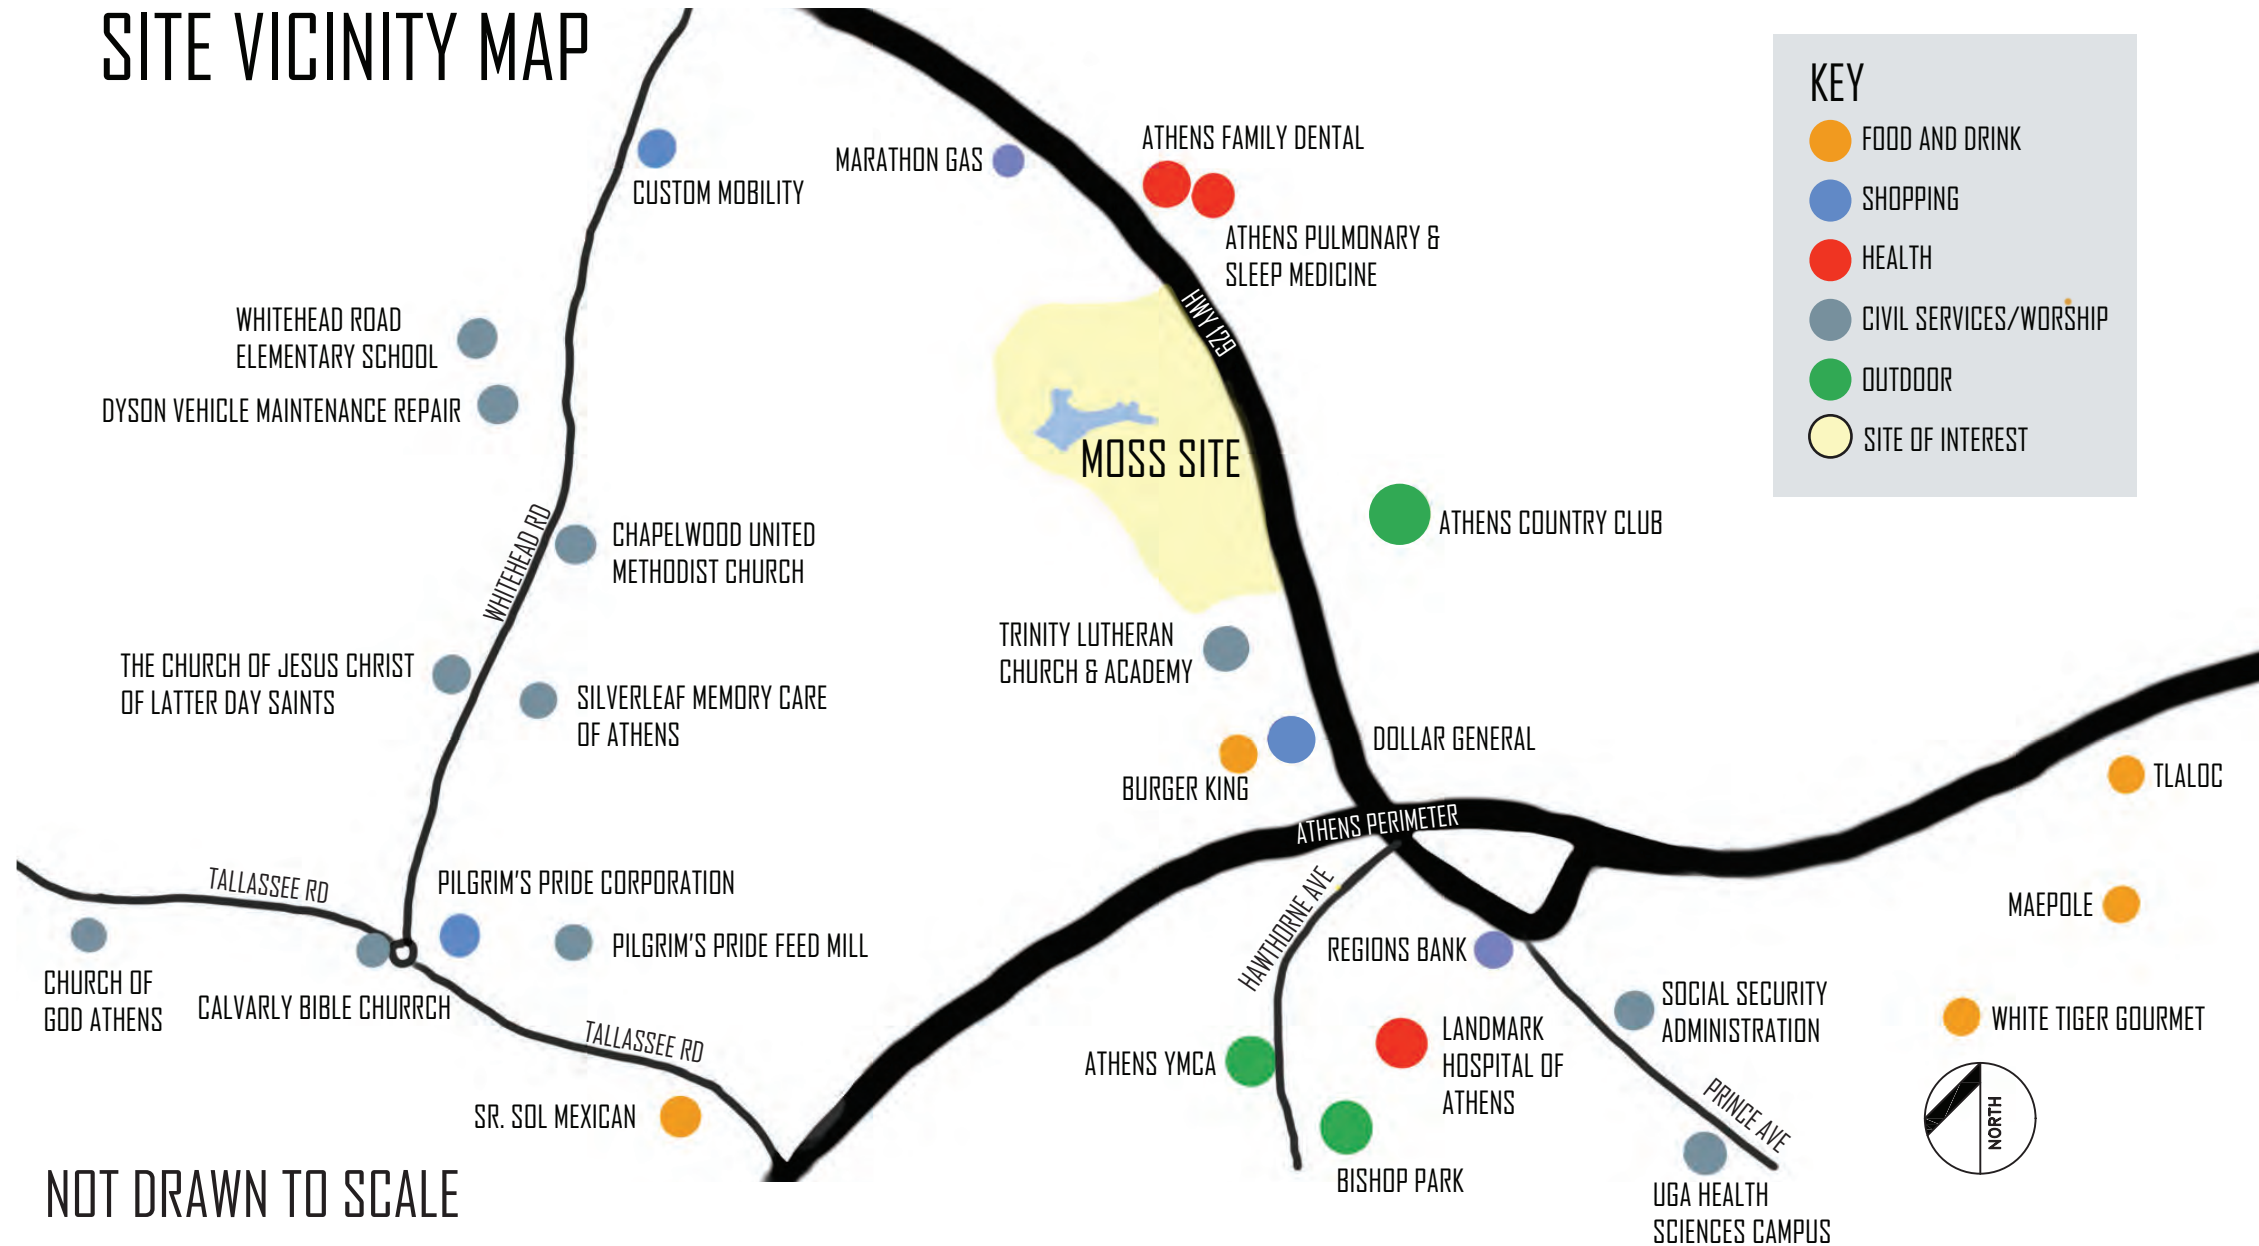 SITE VICINITY MAP
KEY
FOOD AND DRINK
SHOPPING
HEALTH
CIVIL SERVICES/WORSHIP
OUTDOOR
SITE OF INTEREST
CUSTOM MOBILITY
MARATHON GAS
ATHENS FAMILY DENTAL
ATHENS PULMONARY &
SLEEP MEDICINE
HWY 129
WHITEHEAD ROAD
ELEMENTARY SCHOOL
DYSON VEHICLE MAINTENANCE REPAIR
MOSS SITE
ATHENS COUNTRY CLUB
WHITEHEAD RD
CHAPELWOOD UNITED
METHODIST CHURCH
TRINITY LUTHERAN
CHURCH & ACADEMY
THE CHURCH OF JESUS CHRIST
OF LATTER DAY SAINTS
SILVERLEAF MEMORY CARE
OF ATHENS
DOLLAR GENERAL
BURGER KING
TLALOC
ATHENS PERIMETER
TALLASSEE RD
PILGRIM'S PRIDE CORPORATION
HAWTHORNE AVE
MAEPOLE
PILGRIM'S PRIDE FEED MILL
REGIONS BANK
CHURCH OF
GOD ATHENS
CALVARLY BIBLE CHURRCH
SOCIAL SECURITY
ADMINISTRATION
WHITE TIGER GOURMET
TALLASSEE RD
ATHENS YMCA
LANDMARK
HOSPITAL OF
ATHENS
SR. SOL MEXICAN
PRINCE AVE
NORTH
BISHOP PARK
UGA HEALTH
SCIENCES CAMPUS
NOT DRAWN TO SCALE